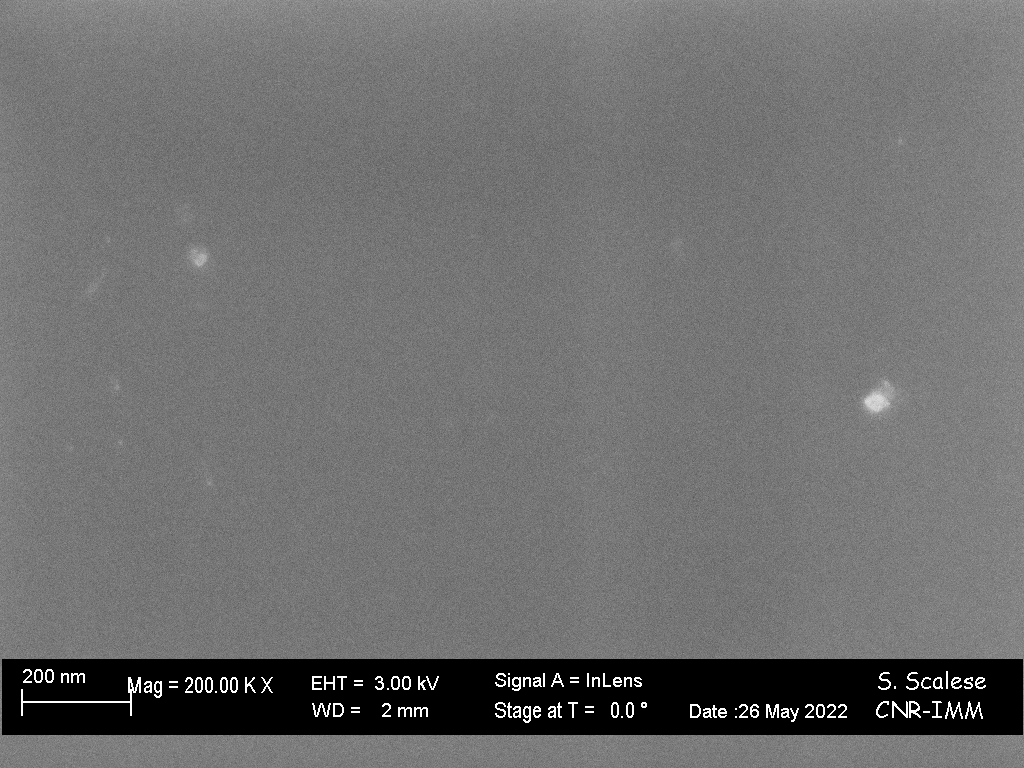 200 nm
Mag = 200.00 K X
EHT = 3.00 kV
WD = 2 mm
Signal A = InLens
Stage at T = 0.0 °
Date :26 May 2022
S. Scalese
CNR-IMM